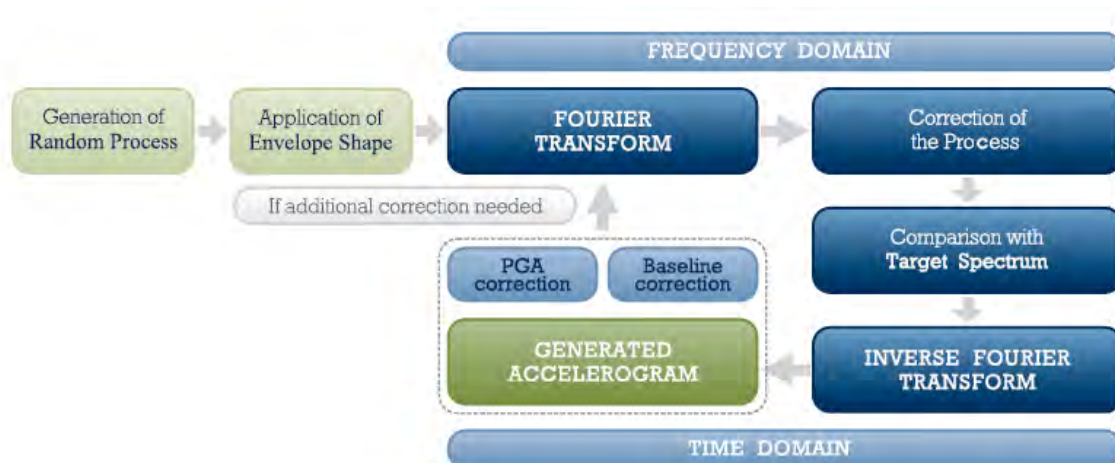 FREQUENCY DOMAIN
Generation of
Random Process
Application of
Envelope Shape
FOURIER
TRANSFORM
Correction of
the Process
If additional correction needed
Comparison with
Target Spectrum
PGA
correction
Baseline
correction
GENERATED
ACCELEROGRAM
INVERSE FOURIER
TRANSFORM
TIME DOMAIN